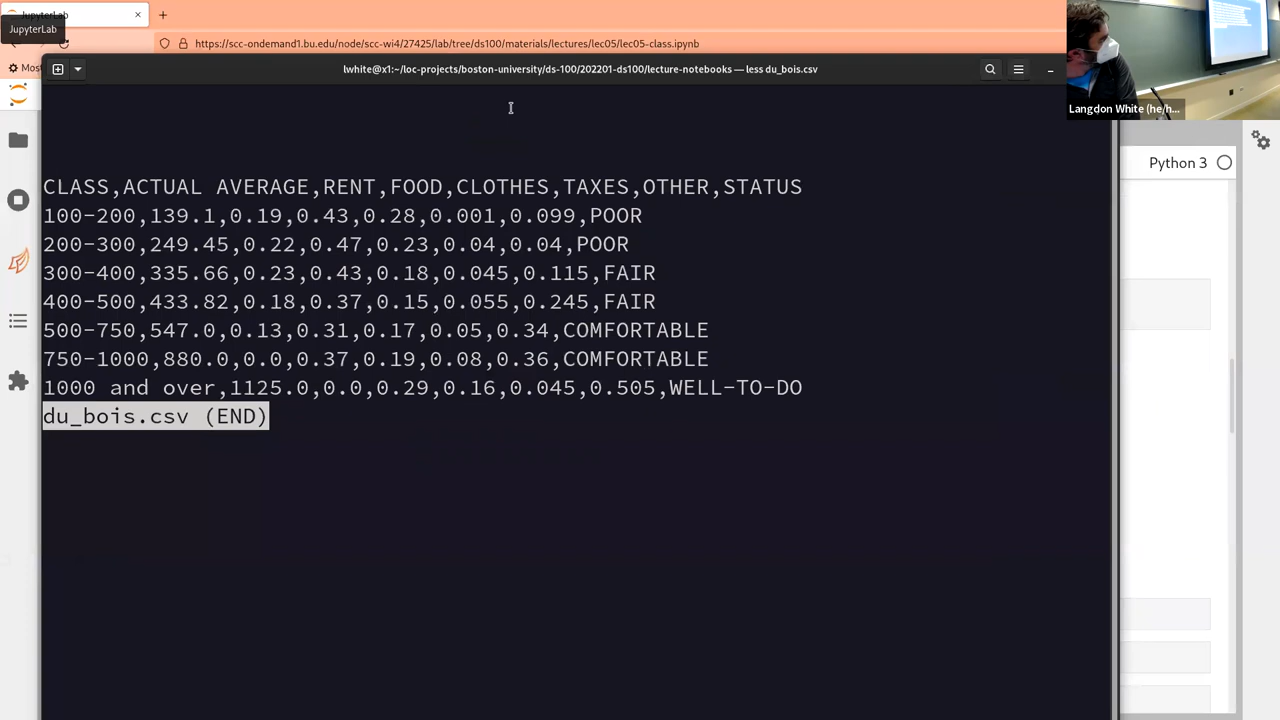 JupyterLab
JupyterLab
https://scc-ondemand1.bu.edu/node/scc-wi4/27425/lab/tree/ds100/materials/lectures/lec05/lec05-class.ipynb
Most
lwhite@x1:~/loc-projects/boston-university/ds-100/202201-ds100/lecture-notebooks — less du_bois.csv
Langdon White (he/h...
Python 3
CLASS,ACTUAL AVERAGE,RENT,FOOD,CLOTHES,TAXES,OTHER,STATUS
100-200,139.1,0.19,0.43,0.28,0.001,0.099,POOR
200-300,249.45,0.22,0.47,0.23,0.04,0.04,POOR
300-400,335.66,0.23,0.43,0.18,0.045,0.115,FAIR
400-500,433.82,0.18,0.37,0.15,0.055,0.245,FAIR
500-750,547.0,0.13,0.31,0.17,0.05,0.34,COMFORTABLE
750-1000,880.0,0.0,0.37,0.19,0.08,0.36,COMFORTABLE
1000 and over,1125.0,0.0,0.29,0.16,0.045,0.505,WELL-TO-DO
du_bois.csv (END)